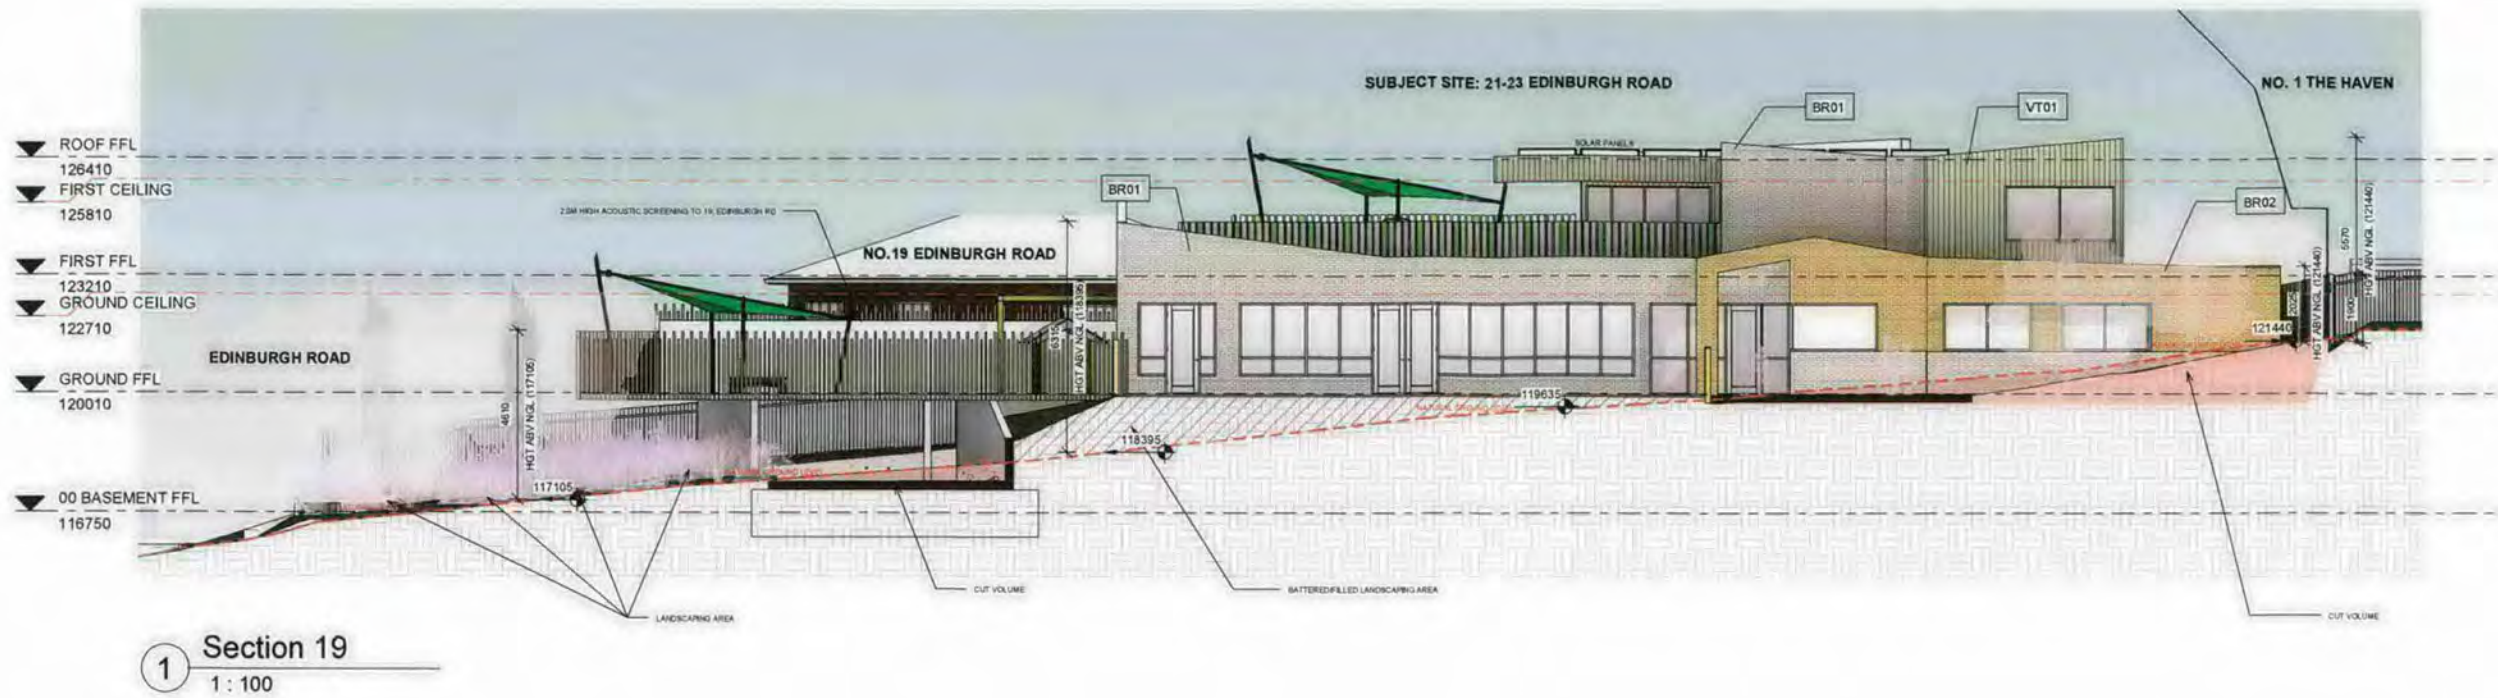 SUBJECT SITE: 21-23 EDINBURGH ROAD
NO. 1 THE HAVEN
BR01
VT01
ROOF FFL
126410
SOLAR PANELS
FIRST CEILING
125810
BR01
BR02
2.0M HIGH ACOUSTIC SCREENING TO 19, EDINBURGH RD
NO.19 EDINBURGH ROAD
FIRST FFL
123210
GROUND CEILING
122710
EDINBURGH ROAD
GROUND FFL
120010
4610
HGT ABV NGL (117105)
6315
HGT ABV NGL (118395)
2025
HGT ABV NGL (121440)
1900
5570
HGT ABV NGL (121440)
121440
119635
118395
NATURAL GROUND LEVEL
117105
00 BASEMENT FFL
116750
CUT VOLUME
BATTERED/FILLED LANDSCAPING AREA
LANDSCAPING AREA
CUT VOLUME
1
Section 19
1 : 100